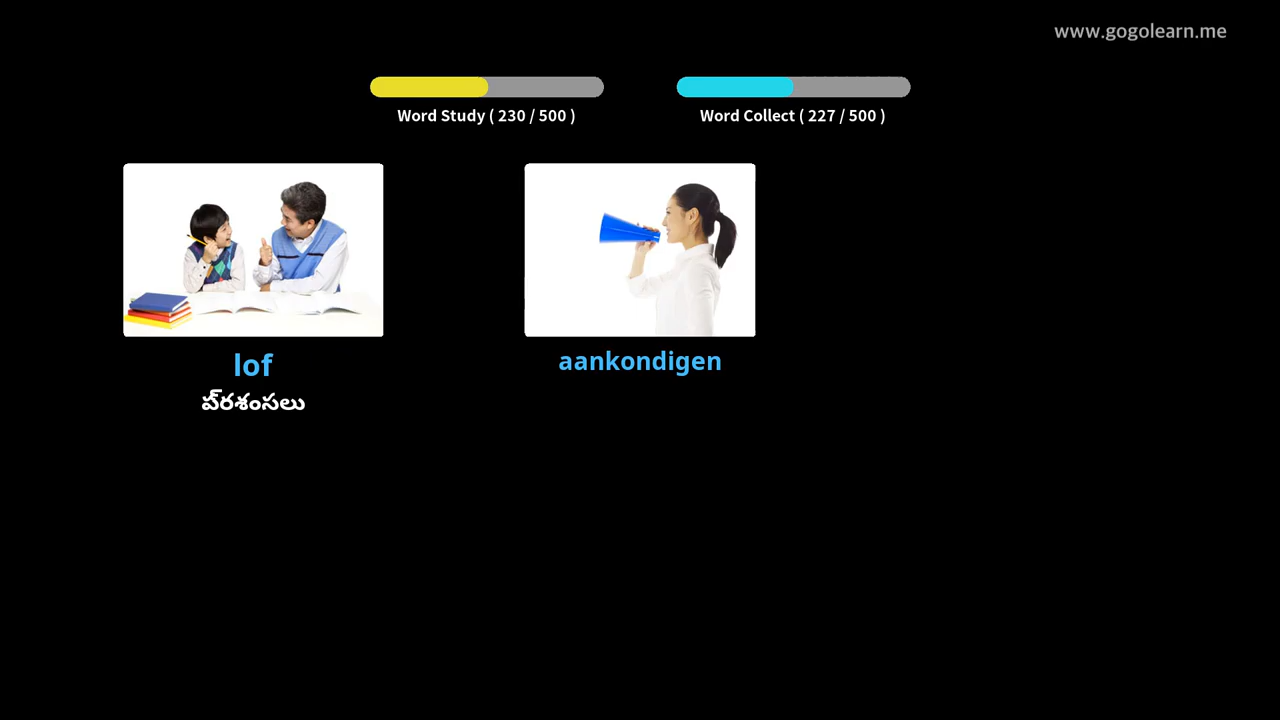 www.gogolearn.me
Word Study ( 230 / 500 )
Word Collect ( 227 / 500 )
lof
aankondigen
ప్రశంసలు